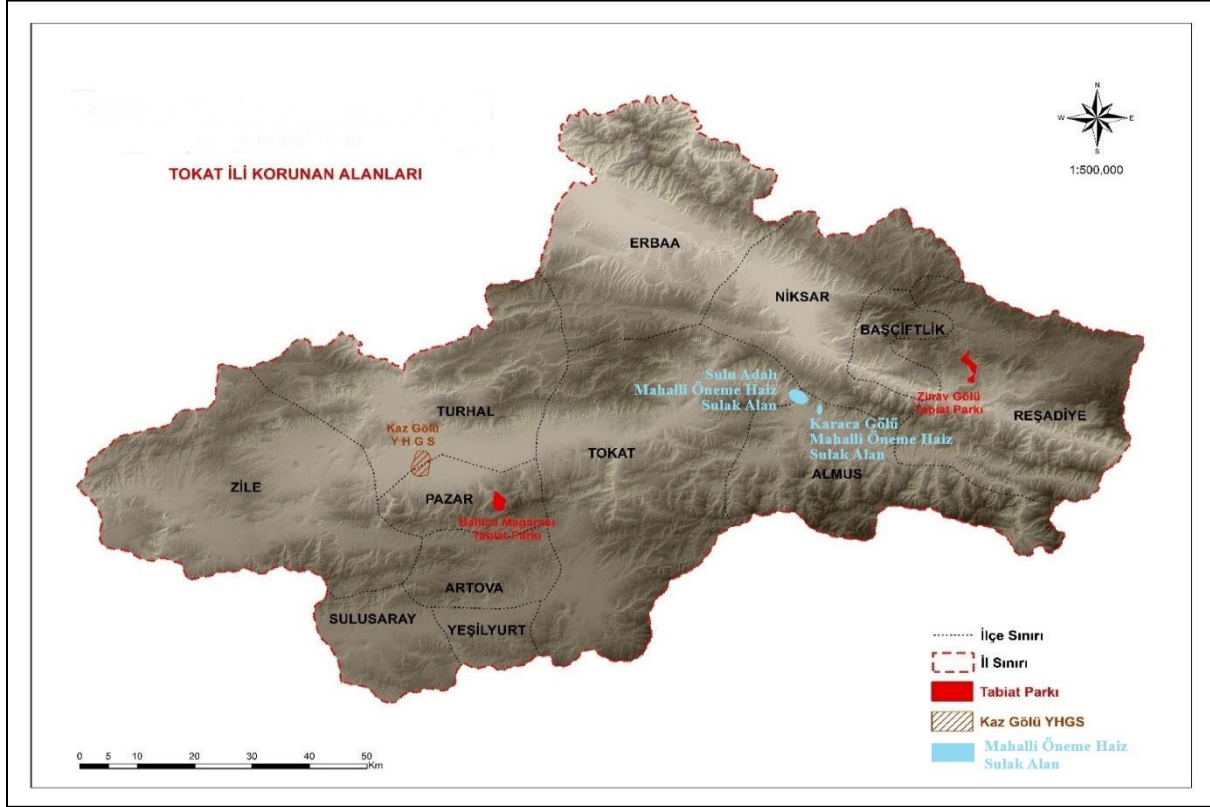 N
W E
S
1:500,000
TOKAT İLİ KORUNAN ALANLARI
ERBAA
NİKSAR
BAŞÇİFTLİK
Sulu Adalı
Mahalli Öneme Haiz
Sulak Alan
Zinav Gölü
Tabiat Parkı
REŞADİYE
Karaca Gölü
Mahalli Öneme Haiz
Sulak Alan
TURHAL
Kaz Gölü
Y H G S
TOKAT
ALMUS
ZİLE
PAZAR
Ballıca Mağarası
Tabiat Parkı
ARTOVA
SULUSARAY
YEŞİLYURT
İlçe Sınırı
İl Sınırı
Tabiat Parkı
Kaz Gölü YHGS
Mahalli Öneme Haiz
Sulak Alan
0 5 10 20 30 40 50
Km